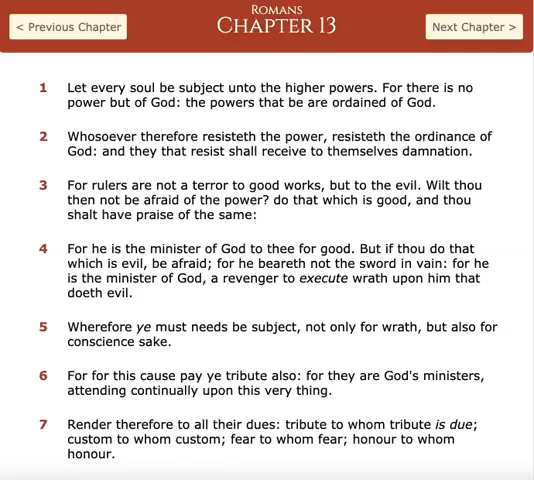 Romans
Chapter 13
< Previous Chapter
Next Chapter >
1 Let every soul be subject unto the higher powers. For there is no
power but of God: the powers that be are ordained of God.
2 Whosoever therefore resisteth the power, resisteth the ordinance of
God: and they that resist shall receive to themselves damnation.
3 For rulers are not a terror to good works, but to the evil. Wilt thou
then not be afraid of the power? do that which is good, and thou
shalt have praise of the same:
4 For he is the minister of God to thee for good. But if thou do that
which is evil, be afraid; for he beareth not the sword in vain: for he
is the minister of God, a revenger to execute wrath upon him that
doeth evil.
5 Wherefore ye must needs be subject, not only for wrath, but also for
conscience sake.
6 For for this cause pay ye tribute also: for they are God's ministers,
attending continually upon this very thing.
7 Render therefore to all their dues: tribute to whom tribute is due;
custom to whom custom; fear to whom fear; honour to whom
honour.